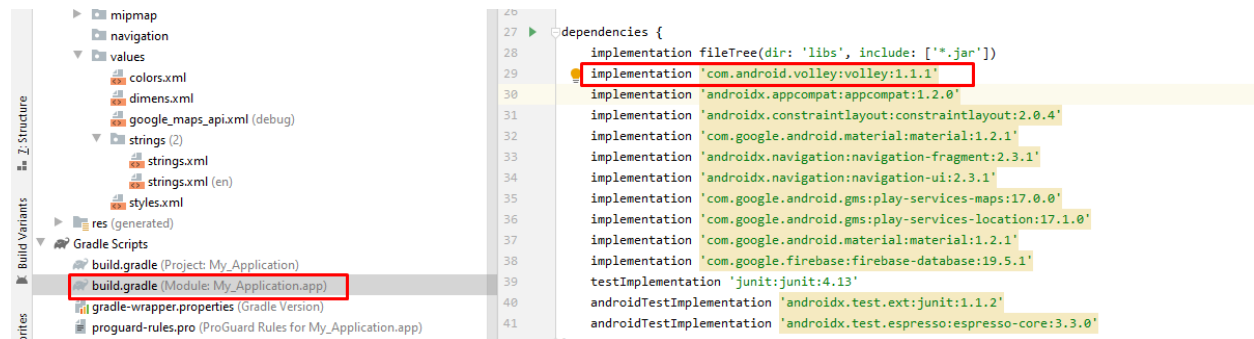 mipmap
navigation
values
colors.xml
dimens.xml
google_maps_api.xml (debug)
strings (2)
strings.xml
strings.xml (en)
styles.xml
res (generated)
Gradle Scripts
build.gradle (Project: My_Application)
build.gradle (Module: My_Application.app)
gradle-wrapper.properties (Gradle Version)
proguard-rules.pro (ProGuard Rules for My_Application.app)
Z: Structure
Build Variants
26
27 dependencies {
28 implementation fileTree(dir: 'libs', include: ['*.jar'])
29 implementation 'com.android.volley:volley:1.1.1'
30 implementation 'androidx.appcompat:appcompat:1.2.0'
31 implementation 'androidx.constraintlayout:constraintlayout:2.0.4'
32 implementation 'com.google.android.material:material:1.2.1'
33 implementation 'androidx.navigation:navigation-fragment:2.3.1'
34 implementation 'androidx.navigation:navigation-ui:2.3.1'
35 implementation 'com.google.android.gms:play-services-maps:17.0.0'
36 implementation 'com.google.android.gms:play-services-location:17.1.0'
37 implementation 'com.google.android.material:material:1.2.1'
38 implementation 'com.google.firebase:firebase-database:19.5.1'
39 testImplementation 'junit:junit:4.13'
40 androidTestImplementation 'androidx.test.ext:junit:1.1.2'
41 androidTestImplementation 'androidx.test.espresso:espresso-core:3.3.0'